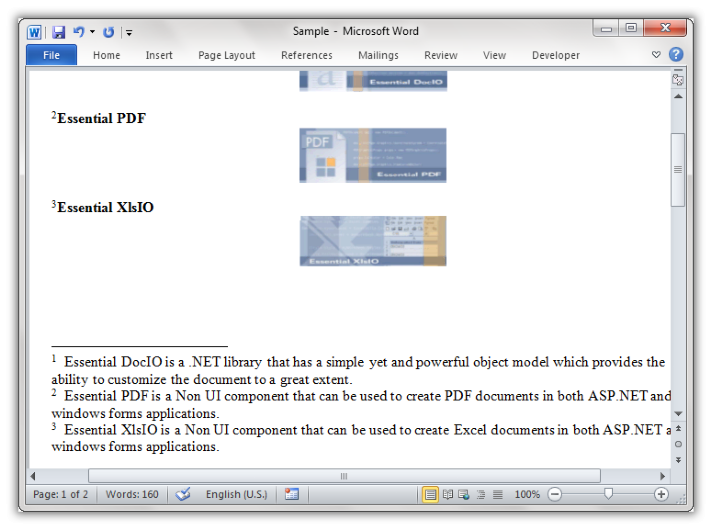 Sample - Microsoft Word
File Home Insert Page Layout References Mailings Review View Developer
Essential DocIO
2Essential PDF
PDF
Essential PDF
3Essential XlsIO
Essential XlsIO
1 Essential DocIO is a .NET library that has a simple yet and powerful object model which provides the
ability to customize the document to a great extent.
2 Essential PDF is a Non UI component that can be used to create PDF documents in both ASP.NET and
windows forms applications.
3 Essential XlsIO is a Non UI component that can be used to create Excel documents in both ASP.NET a
windows forms applications.
Page: 1 of 2 Words: 160 English (U.S.) 100%